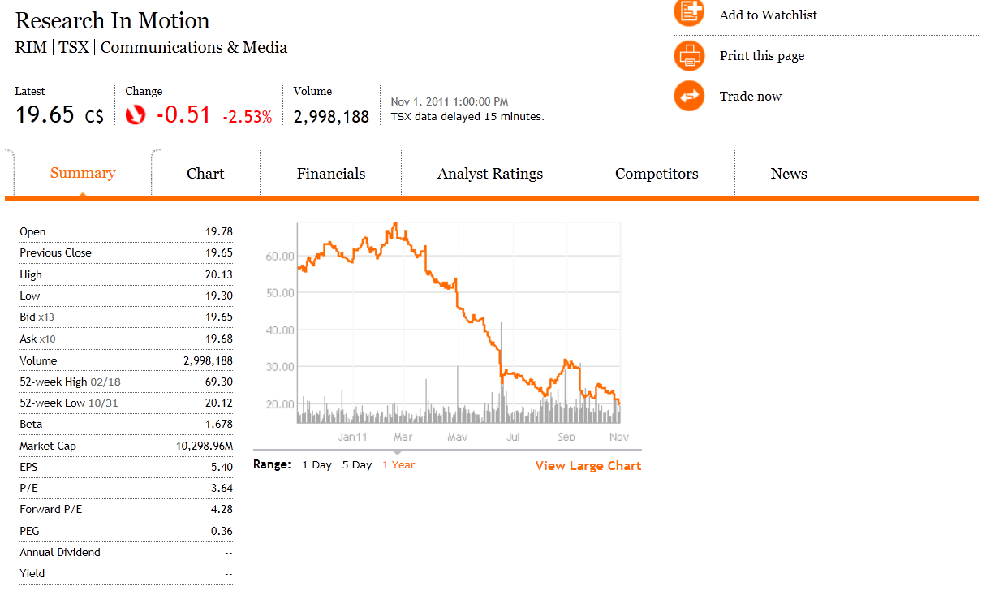 Research In Motion
RIM | TSX | Communications & Media
Add to Watchlist
Print this page
Trade now
Latest
19.65 C$
Change
-0.51 -2.53%
Volume
2,998,188
Nov 1, 2011 1:00:00 PM
TSX data delayed 15 minutes.
Summary
Chart
Financials
Analyst Ratings
Competitors
News
Open 19.78
Previous Close 19.65
High 20.13
Low 19.30
Bid x13 19.65
Ask x10 19.68
Volume 2,998,188
52-week High 02/18 69.30
52-week Low 10/31 20.12
Beta 1.678
Market Cap 10,298.96M
EPS 5.40
P/E 3.64
Forward P/E 4.28
PEG 0.36
Annual Dividend --
Yield --
60.00
50.00
40.00
30.00
20.00
Jan11 Mar May Jul Sep Nov
Range: 1 Day 5 Day 1 Year
View Large Chart